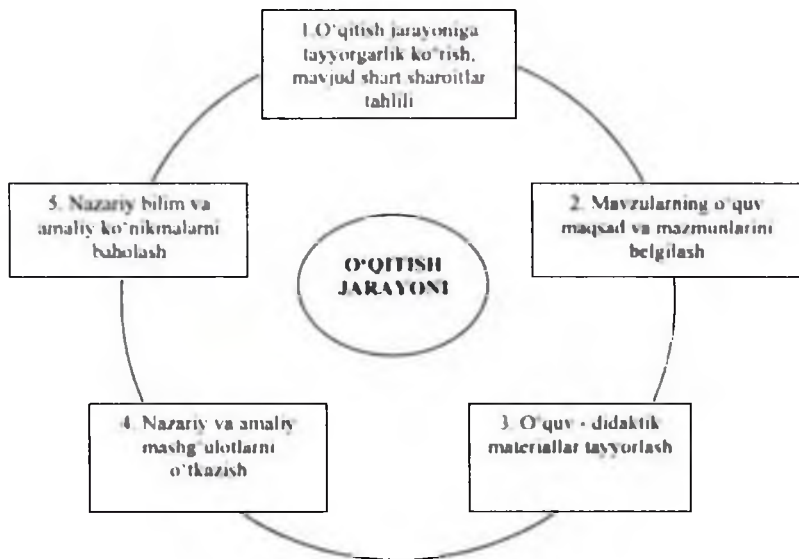 1.O‘qitish jarayoniga
tayyorgarlik ko‘rish,
mavjud shart sharoitlar
tahlili
2. Mavzularning o‘quv
maqsad va mazmunlarini
belgilash
3. O‘quv - didaktik
materiallar tayyorlash
4. Nazariy va amaliy
mashg‘ulotlarni
o‘tkazish
5. Nazariy bilim va
amaliy ko‘nikmalarni
baholash
O‘QITISH
JARAYONI